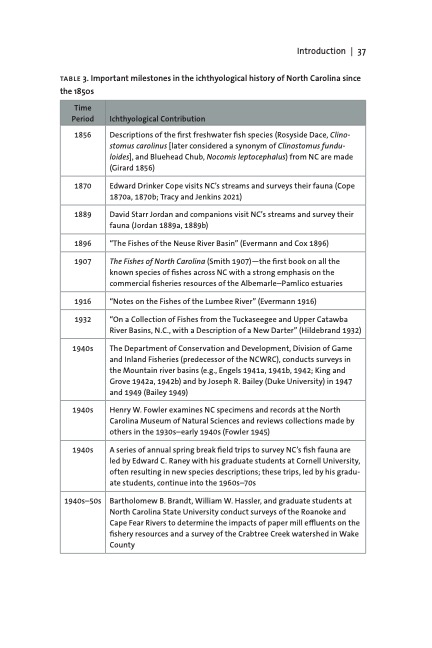 Introduction | 37
TABLE 3. Important milestones in the ichthyological history of North Carolina since
the 1850s
Time
Period
Ichthyological Contribution
1856
Descriptions of the first freshwater fish species (Rosyside Dace, Clino-
stomus carolinus [later considered a synonym of Clinostomus fundu-
loides], and Bluehead Chub, Nocomis leptocephalus) from NC are made
(Girard 1856)
1870
Edward Drinker Cope visits NC's streams and surveys their fauna (Cope
1870a, 1870b; Tracy and Jenkins 2021)
1889
David Starr Jordan and companions visit NC's streams and survey their
fauna (Jordan 1889a, 1889b)
1896
"The Fishes of the Neuse River Basin" (Evermann and Cox 1896)
1907
The Fishes of North Carolina (Smith 1907)—the first book on all the
known species of fishes across NC with a strong emphasis on the
commercial fisheries resources of the Albemarle–Pamlico estuaries
1916
"Notes on the Fishes of the Lumbee River" (Evermann 1916)
1932
"On a Collection of Fishes from the Tuckaseegee and Upper Catawba
River Basins, N.C., with a Description of a New Darter" (Hildebrand 1932)
1940s
The Department of Conservation and Development, Division of Game
and Inland Fisheries (predecessor of the NCWRC), conducts surveys in
the Mountain river basins (e.g., Engels 1941a, 1941b, 1942; King and
Grove 1942a, 1942b) and by Joseph R. Bailey (Duke University) in 1947
and 1949 (Bailey 1949)
1940s
Henry W. Fowler examines NC specimens and records at the North
Carolina Museum of Natural Sciences and reviews collections made by
others in the 1930s–early 1940s (Fowler 1945)
1940s
A series of annual spring break field trips to survey NC's fish fauna are
led by Edward C. Raney with his graduate students at Cornell University,
often resulting in new species descriptions; these trips, led by his gradu-
ate students, continue into the 1960s–70s
1940s–50s
Bartholomew B. Brandt, William W. Hassler, and graduate students at
North Carolina State University conduct surveys of the Roanoke and
Cape Fear Rivers to determine the impacts of paper mill effluents on the
fishery resources and a survey of the Crabtree Creek watershed in Wake
County